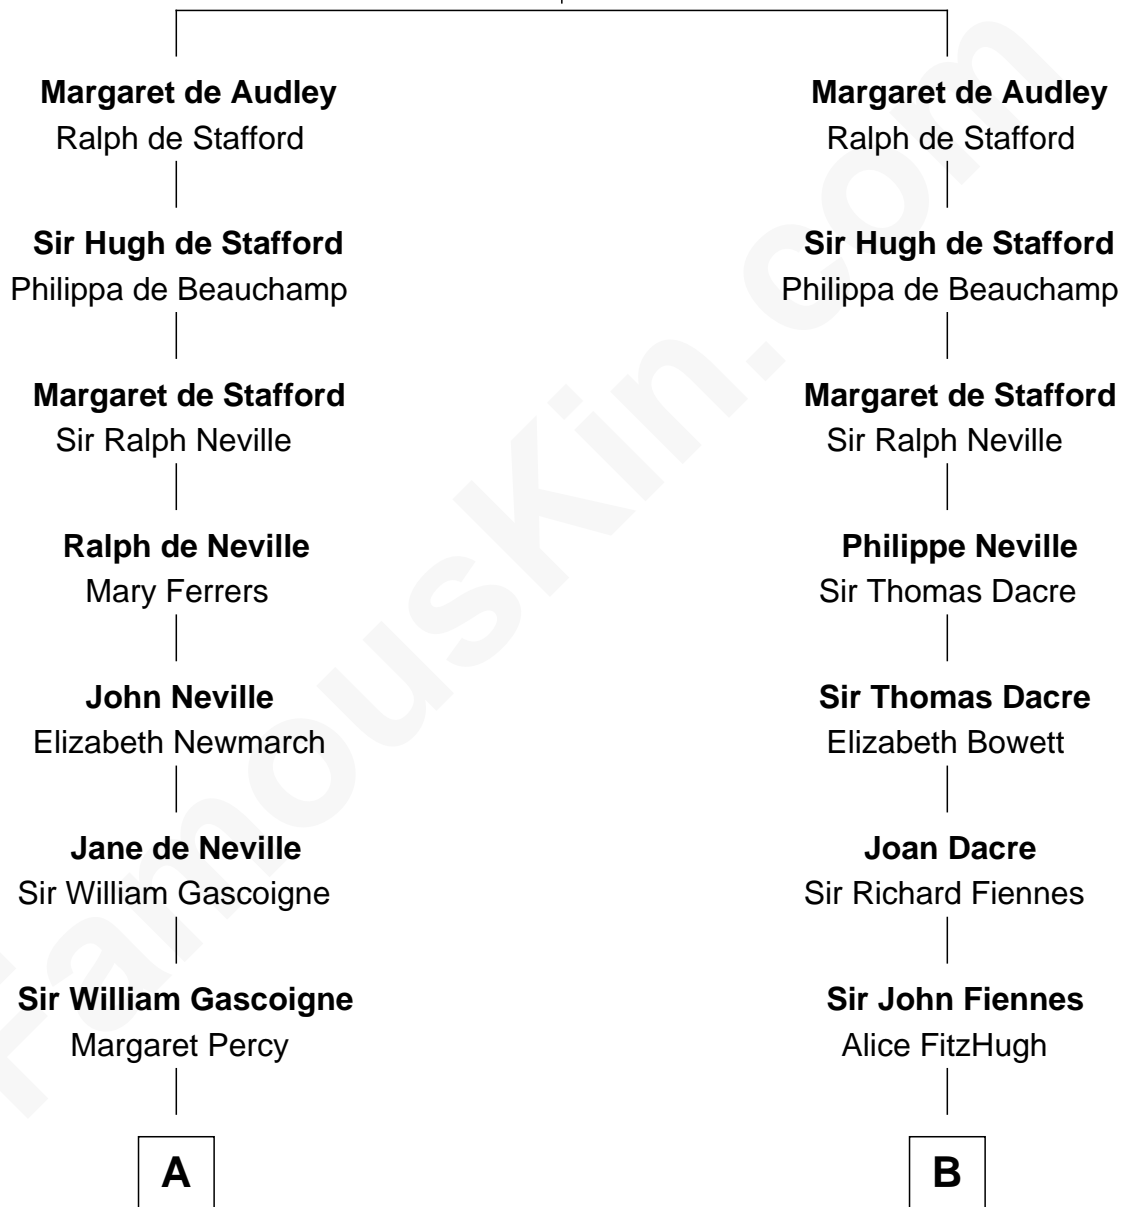 Margaret de Audley
Ralph de Stafford
Sir Hugh de Stafford
Philippa de Beauchamp
Margaret de Stafford
Sir Ralph Neville
Ralph de Neville
Mary Ferrers
John Neville
Elizabeth Newmarch
Jane de Neville
Sir William Gascoigne
Sir William Gascoigne
Margaret Percy
A
Margaret de Audley
Ralph de Stafford
Sir Hugh de Stafford
Philippa de Beauchamp
Margaret de Stafford
Sir Ralph Neville
Philippe Neville
Sir Thomas Dacre
Sir Thomas Dacre
Elizabeth Bowett
Joan Dacre
Sir Richard Fiennes
Sir John Fiennes
Alice FitzHugh
B
FamousKin.com